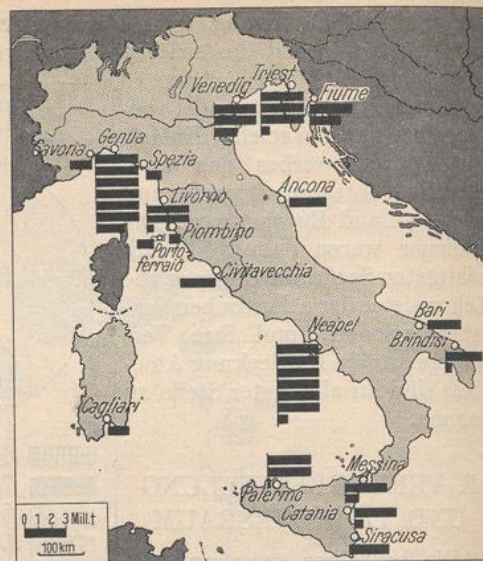 Venedig
Triest
Fiume
Savona
Genua
Spezia
Livorno
Ancona
Piombino
Porto-
ferraio
Civitavecchia
Neapel
Bari
Brindisi
Cagliari
Messina
Palermo
Catania
Siracusa
0 1 2 3 Mill.t
100 km